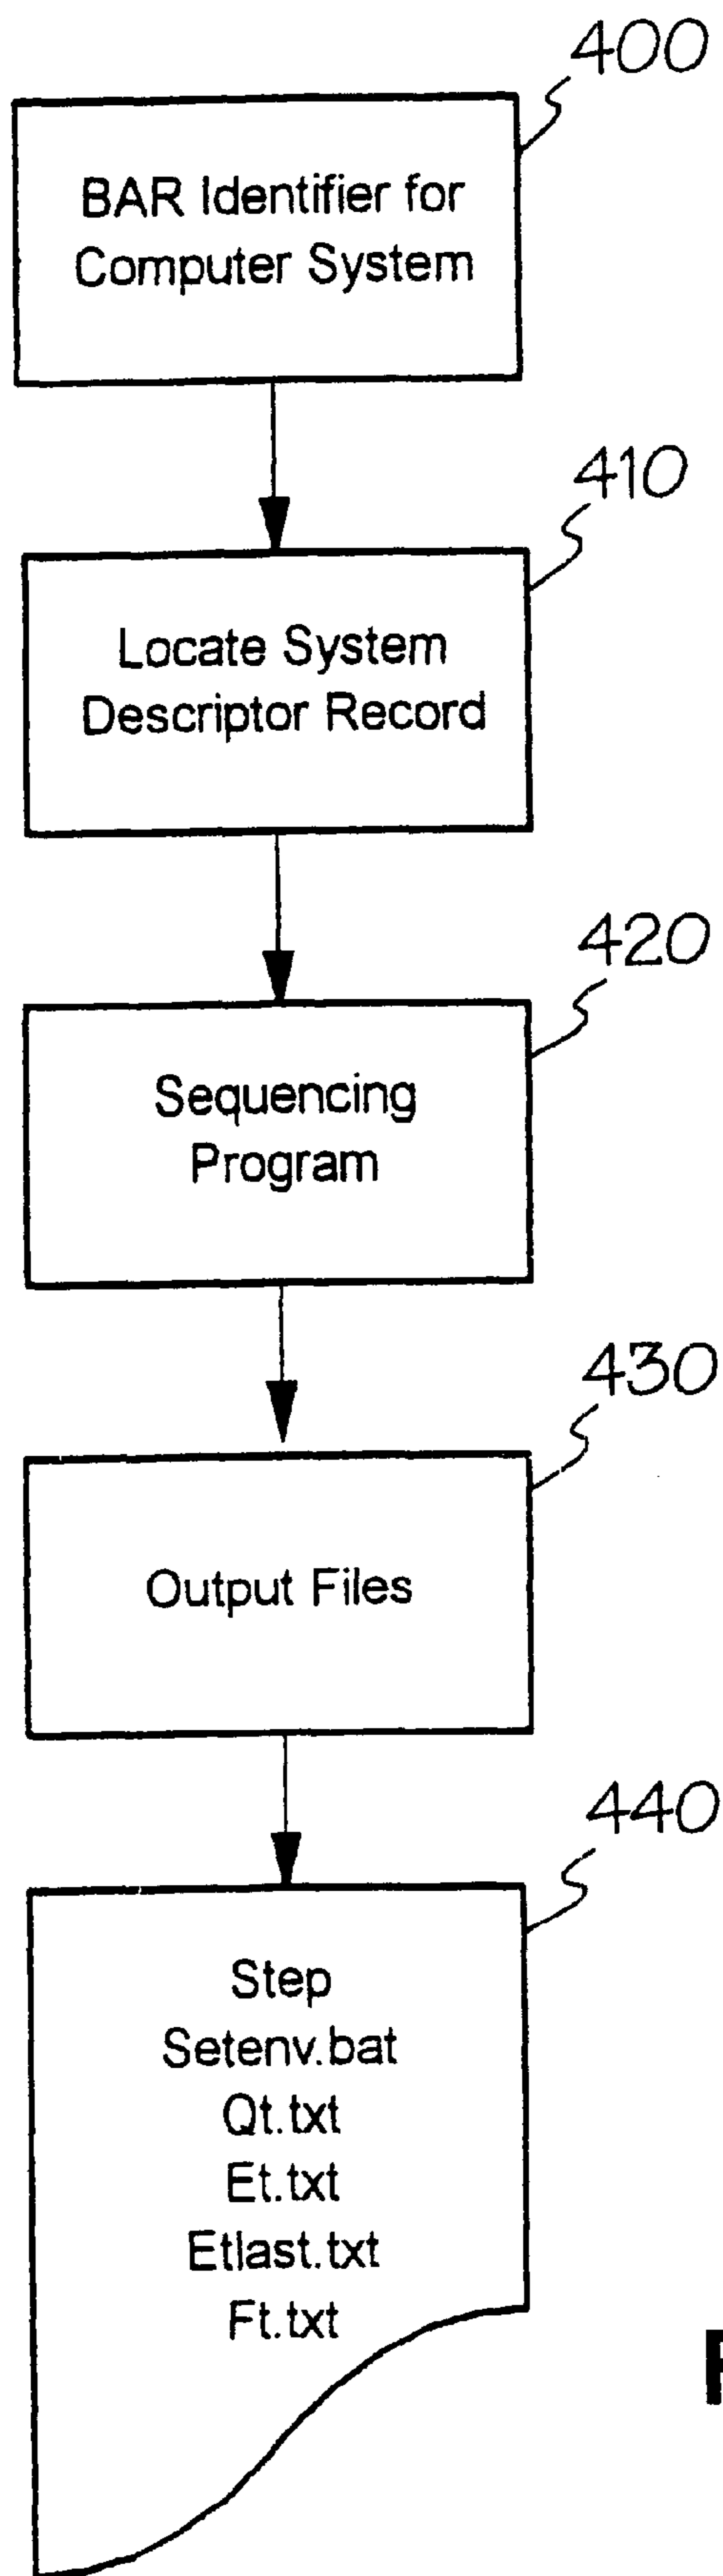 400
BAR Identifier for
Computer System
410
Locate System
Descriptor Record
420
Sequencing
Program
430
Output Files
440
Step
Setenv.bat
Qt.txt
Et.txt
Etlast.txt
Ft.txt